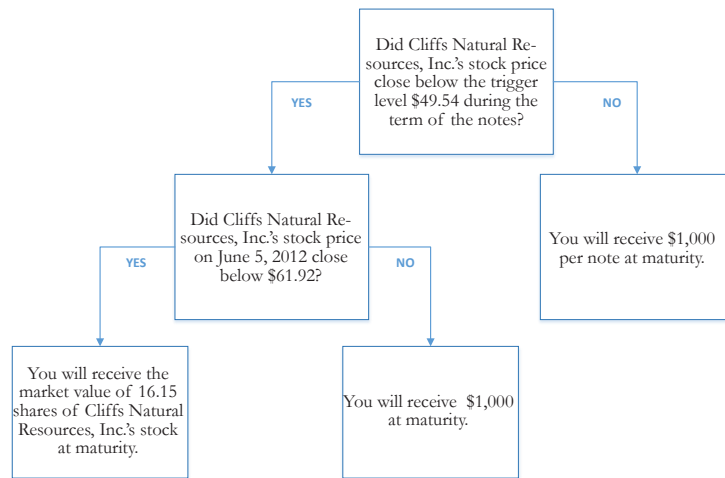 Did Cliffs Natural Re-
sources, Inc.'s stock price
close below the trigger
level $49.54 during the
term of the notes?
YES
NO
Did Cliffs Natural Re-
sources, Inc.'s stock price
on June 5, 2012 close
below $61.92?
You will receive $1,000
per note at maturity.
YES
NO
You will receive the
market value of 16.15
shares of Cliffs Natural
Resources, Inc.'s stock
at maturity.
You will receive $1,000
at maturity.